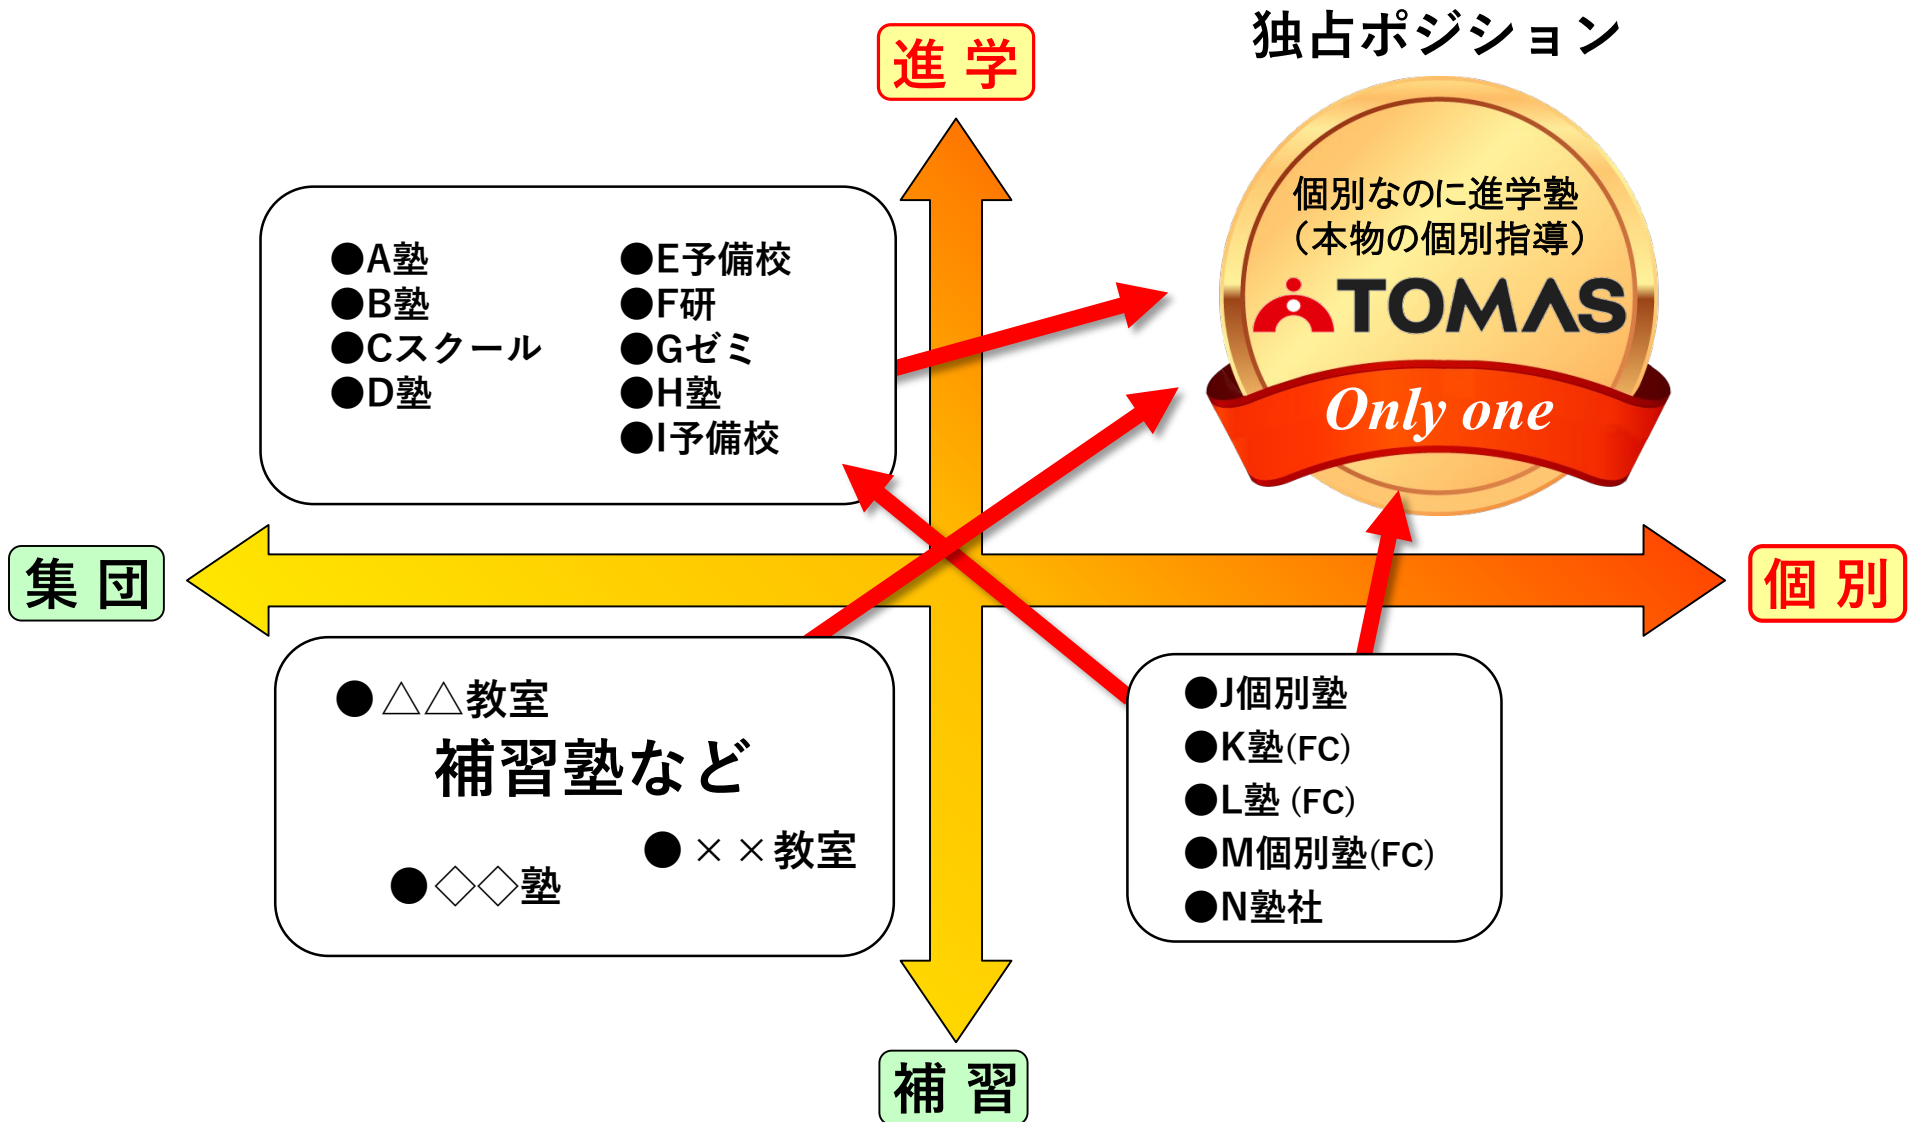 独占ポジション
進 学
個別なのに進学塾
（本物の個別指導）
TOMAS
Only one
●A塾
●B塾
●Cスクール
●D塾
●E予備校
●F研
●Gゼミ
●H塾
●I予備校
集 団
個 別
●△△教室
補習塾など
●××教室
●◇◇塾
●J個別塾
●K塾(FC)
●L塾 (FC)
●M個別塾(FC)
●N塾社
補 習